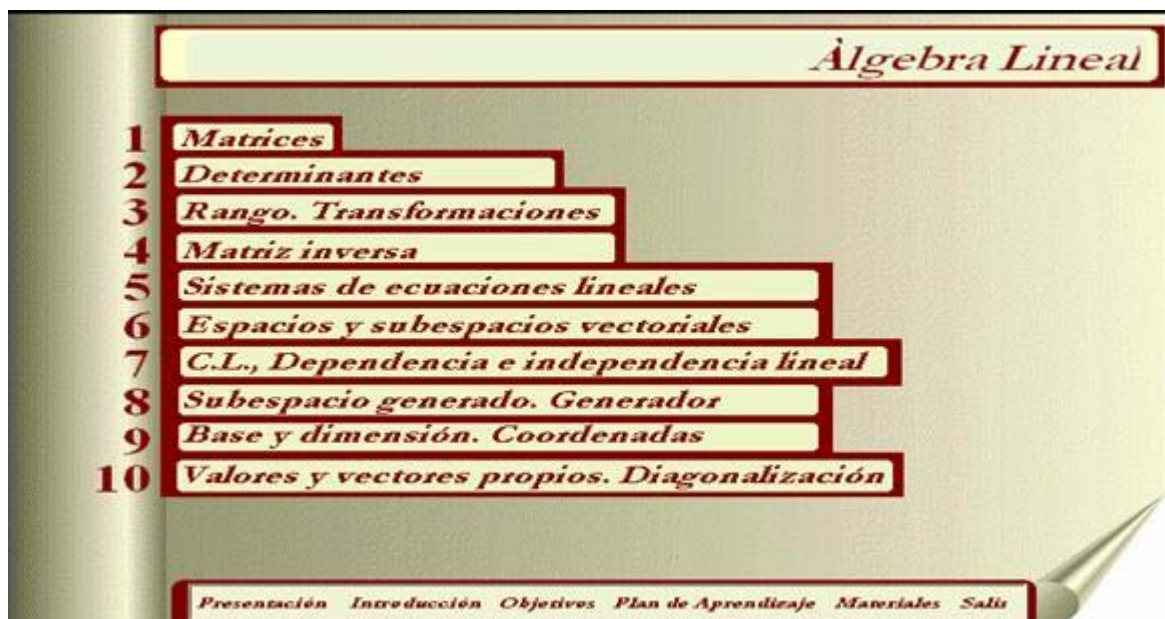 Àlgebra Lineal
1 Matrices
2 Determinantes
3 Rango. Transformaciones
4 Matriz inversa
5 Sistemas de ecuaciones lineales
6 Espacios y subespacios vectoriales
7 C.L., Dependencia e independencia lineal
8 Subespacio generado. Generador
9 Base y dimensión. Coordenadas
10 Valores y vectores propios. Diagonalización
Presentación Introducción Objetivos Plan de Aprendizaje Materiales Salir